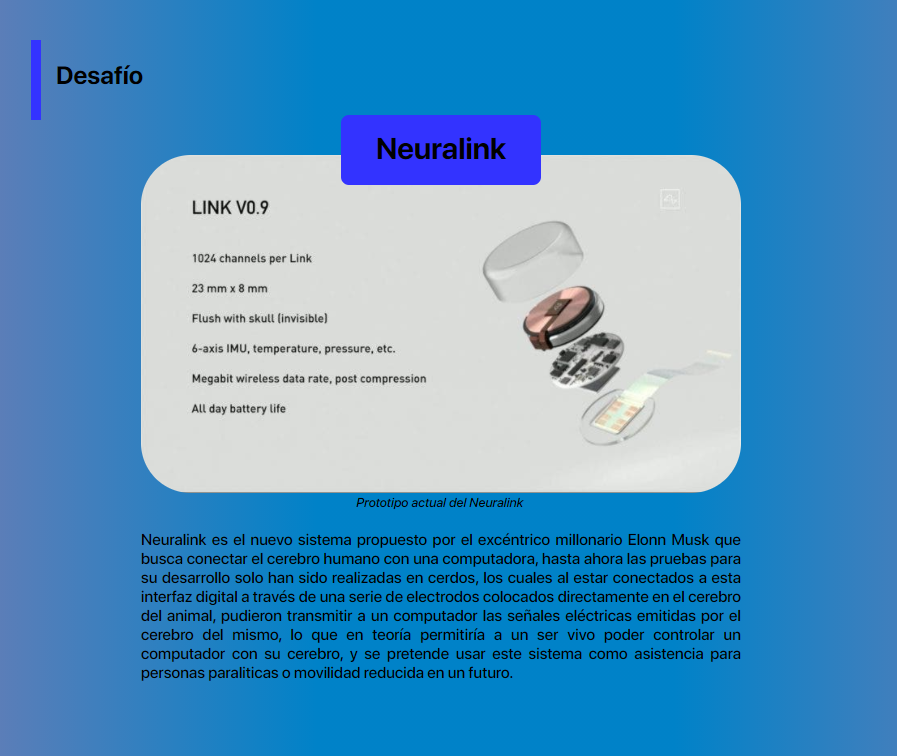 Desafío
Neuralink
LINK V0.9
1024 channels per Link
23 mm x 8 mm
Flush with skull (invisible)
6-axis IMU, temperature, pressure, etc.
Megabit wireless data rate, post compression
All day battery life
Prototipo actual del Neuralink
Neuralink es el nuevo sistema propuesto por el excéntrico millonario Elonn Musk que
busca conectar el cerebro humano con una computadora, hasta ahora las pruebas para
su desarrollo solo han sido realizadas en cerdos, los cuales al estar conectados a esta
interfaz digital a través de una serie de electrodos colocados directamente en el cerebro
del animal, pudieron transmitir a un computador las señales eléctricas emitidas por el
cerebro del mismo, lo que en teoría permitiría a un ser vivo poder controlar un
computador con su cerebro, y se pretende usar este sistema como asistencia para
personas paraliticas o movilidad reducida en un futuro.